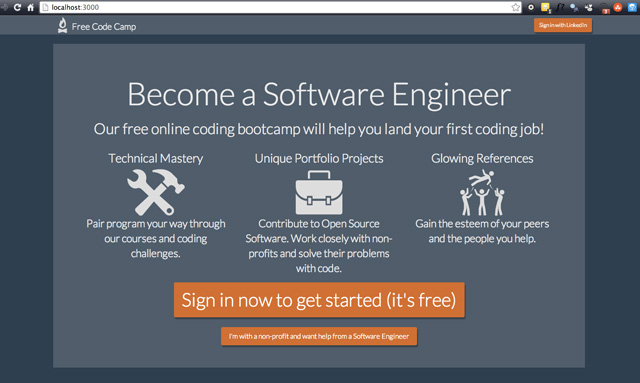 localhost:3000
Free Code Camp
Sign in with LinkedIn
Become a Software Engineer
Our free online coding bootcamp will help you land your first coding job!
Technical Mastery
Unique Portfolio Projects
Glowing References
Pair program your way through
our courses and coding
challenges.
Contribute to Open Source
Software. Work closely with non-
profits and solve their problems
with code.
Gain the esteem of your peers
and the people you help.
Sign in now to get started (it's free)
I'm with a non-profit and want help from a Software Engineer